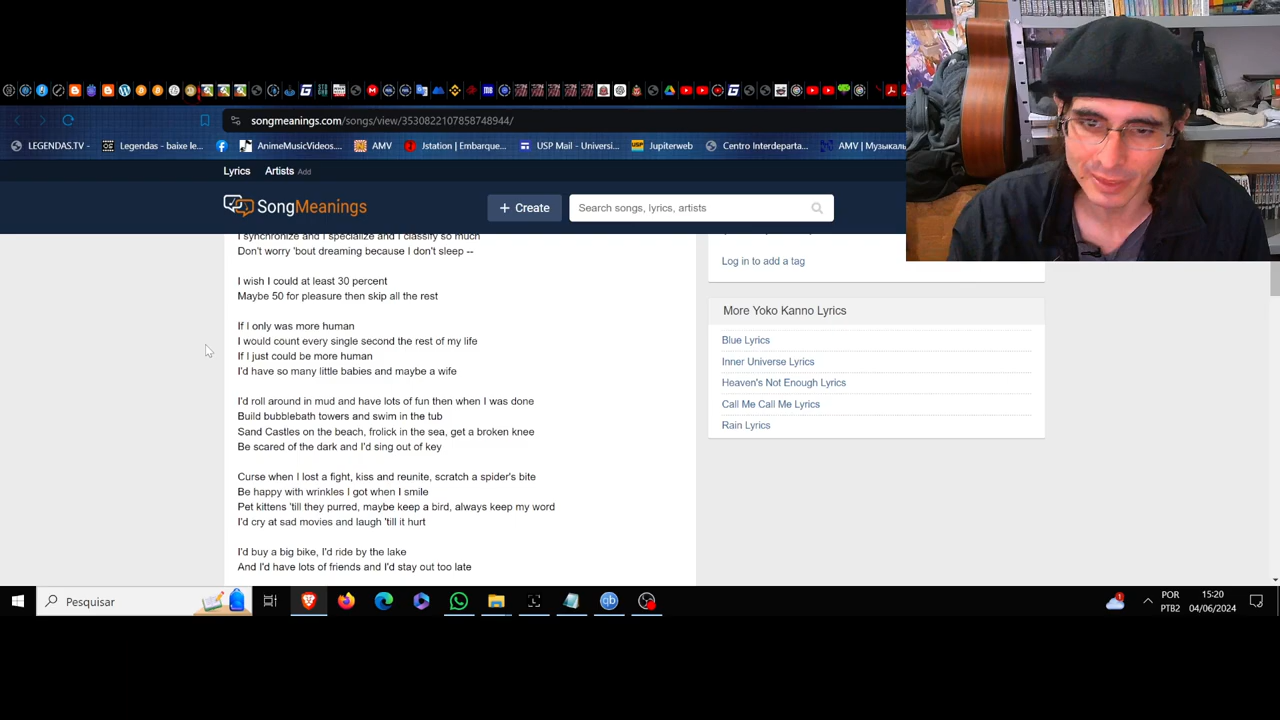 songmeanings.com/songs/view/3530822107858748944/
LEGENDAS.TV -
Legendas - baixe le...
AnimeMusicVideos...
AMV
Jstation | Embarque...
USP Mail - Universi...
Jupiterweb
Centro Interdeparta...
AMV | Музыкаль
Lyrics
Artists Add
SongMeanings
+ Create
Search songs, lyrics, artists
I synchronize and I specialize and I classify so much
Don't worry 'bout dreaming because I don't sleep --
I wish I could at least 30 percent
Maybe 50 for pleasure then skip all the rest
If I only was more human
I would count every single second the rest of my life
If I just could be more human
I'd have so many little babies and maybe a wife
I'd roll around in mud and have lots of fun then when I was done
Build bubblebath towers and swim in the tub
Sand Castles on the beach, frolick in the sea, get a broken knee
Be scared of the dark and I'd sing out of key
Curse when I lost a fight, kiss and reunite, scratch a spider's bite
Be happy with wrinkles I got when I smile
Pet kittens 'till they purred, maybe keep a bird, always keep my word
I'd cry at sad movies and laugh 'till it hurt
I'd buy a big bike, I'd ride by the lake
And I'd have lots of friends and I'd stay out too late
Log in to add a tag
More Yoko Kanno Lyrics
Blue Lyrics
Inner Universe Lyrics
Heaven's Not Enough Lyrics
Call Me Call Me Lyrics
Rain Lyrics
Pesquisar
POR
PTB2
15:20
04/06/2024